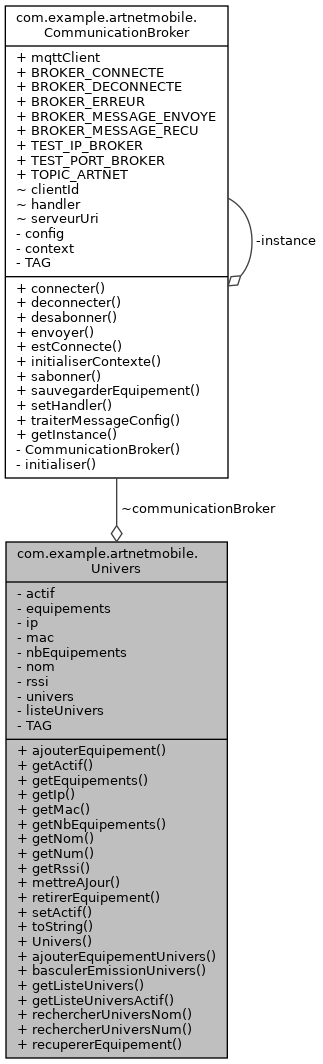 com.example.artnetmobile.
CommunicationBroker
+ mqttClient
+ BROKER_CONNECTE
+ BROKER_DECONNECTE
+ BROKER_ERREUR
+ BROKER_MESSAGE_ENVOYE
+ BROKER_MESSAGE_RECU
+ TEST_IP_BROKER
+ TEST_PORT_BROKER
+ TOPIC_ARTNET
~ clientId
~ handler
~ serveurUri
- config
- context
- TAG
+ connecter()
+ deconnecter()
+ desabonner()
+ envoyer()
+ estConnecte()
+ initialiserContexte()
+ sabonner()
+ sauvegarderEquipement()
+ setHandler()
+ traiterMessageConfig()
+ getInstance()
- CommunicationBroker()
- initialiser()
-instance
~communicationBroker
com.example.artnetmobile.
Univers
- actif
- equipements
- ip
- mac
- nbEquipements
- nom
- rssi
- univers
- listeUnivers
- TAG
+ ajouterEquipement()
+ getActif()
+ getEquipements()
+ getIp()
+ getMac()
+ getNbEquipements()
+ getNom()
+ getNum()
+ getRssi()
+ mettreAJour()
+ retirerEquipement()
+ setActif()
+ toString()
+ Univers()
+ ajouterEquipementUnivers()
+ basculerEmissionUnivers()
+ getListeUnivers()
+ getListeUniversActif()
+ rechercherUniversNom()
+ rechercherUniversNum()
+ recupererEquipement()